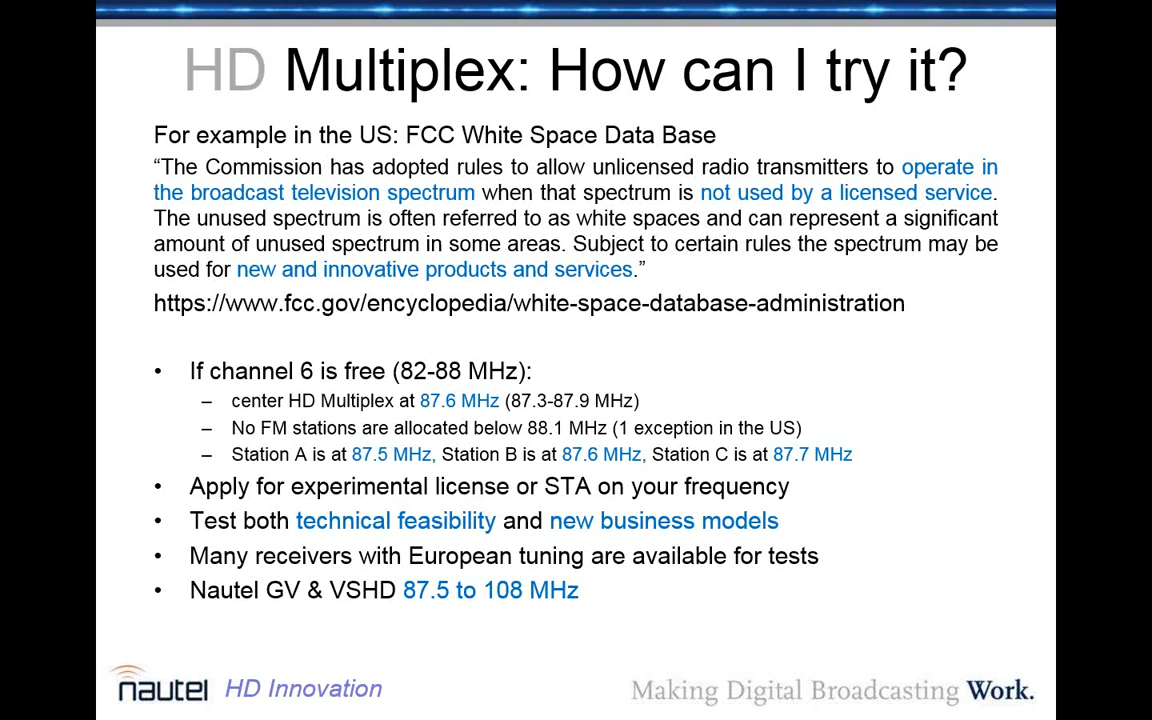 HD Multiplex: How can I try it?
For example in the US: FCC White Space Data Base
“The Commission has adopted rules to allow unlicensed radio transmitters to operate in
the broadcast television spectrum when that spectrum is not used by a licensed service.
The unused spectrum is often referred to as white spaces and can represent a significant
amount of unused spectrum in some areas. Subject to certain rules the spectrum may be
used for new and innovative products and services.”
https://www.fcc.gov/encyclopedia/white-space-database-administration
• If channel 6 is free (82-88 MHz):
– center HD Multiplex at 87.6 MHz (87.3-87.9 MHz)
– No FM stations are allocated below 88.1 MHz (1 exception in the US)
– Station A is at 87.5 MHz, Station B is at 87.6 MHz, Station C is at 87.7 MHz
• Apply for experimental license or STA on your frequency
• Test both technical feasibility and new business models
• Many receivers with European tuning are available for tests
• Nautel GV & VSHD 87.5 to 108 MHz
nautel HD Innovation
Making Digital Broadcasting Work.